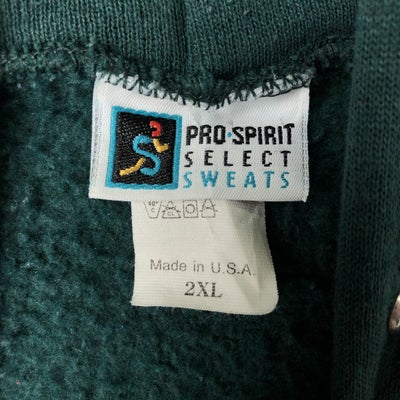 PRO·SPIRIT
SELECT
SWEATS
Made in U.S.A.
2XL